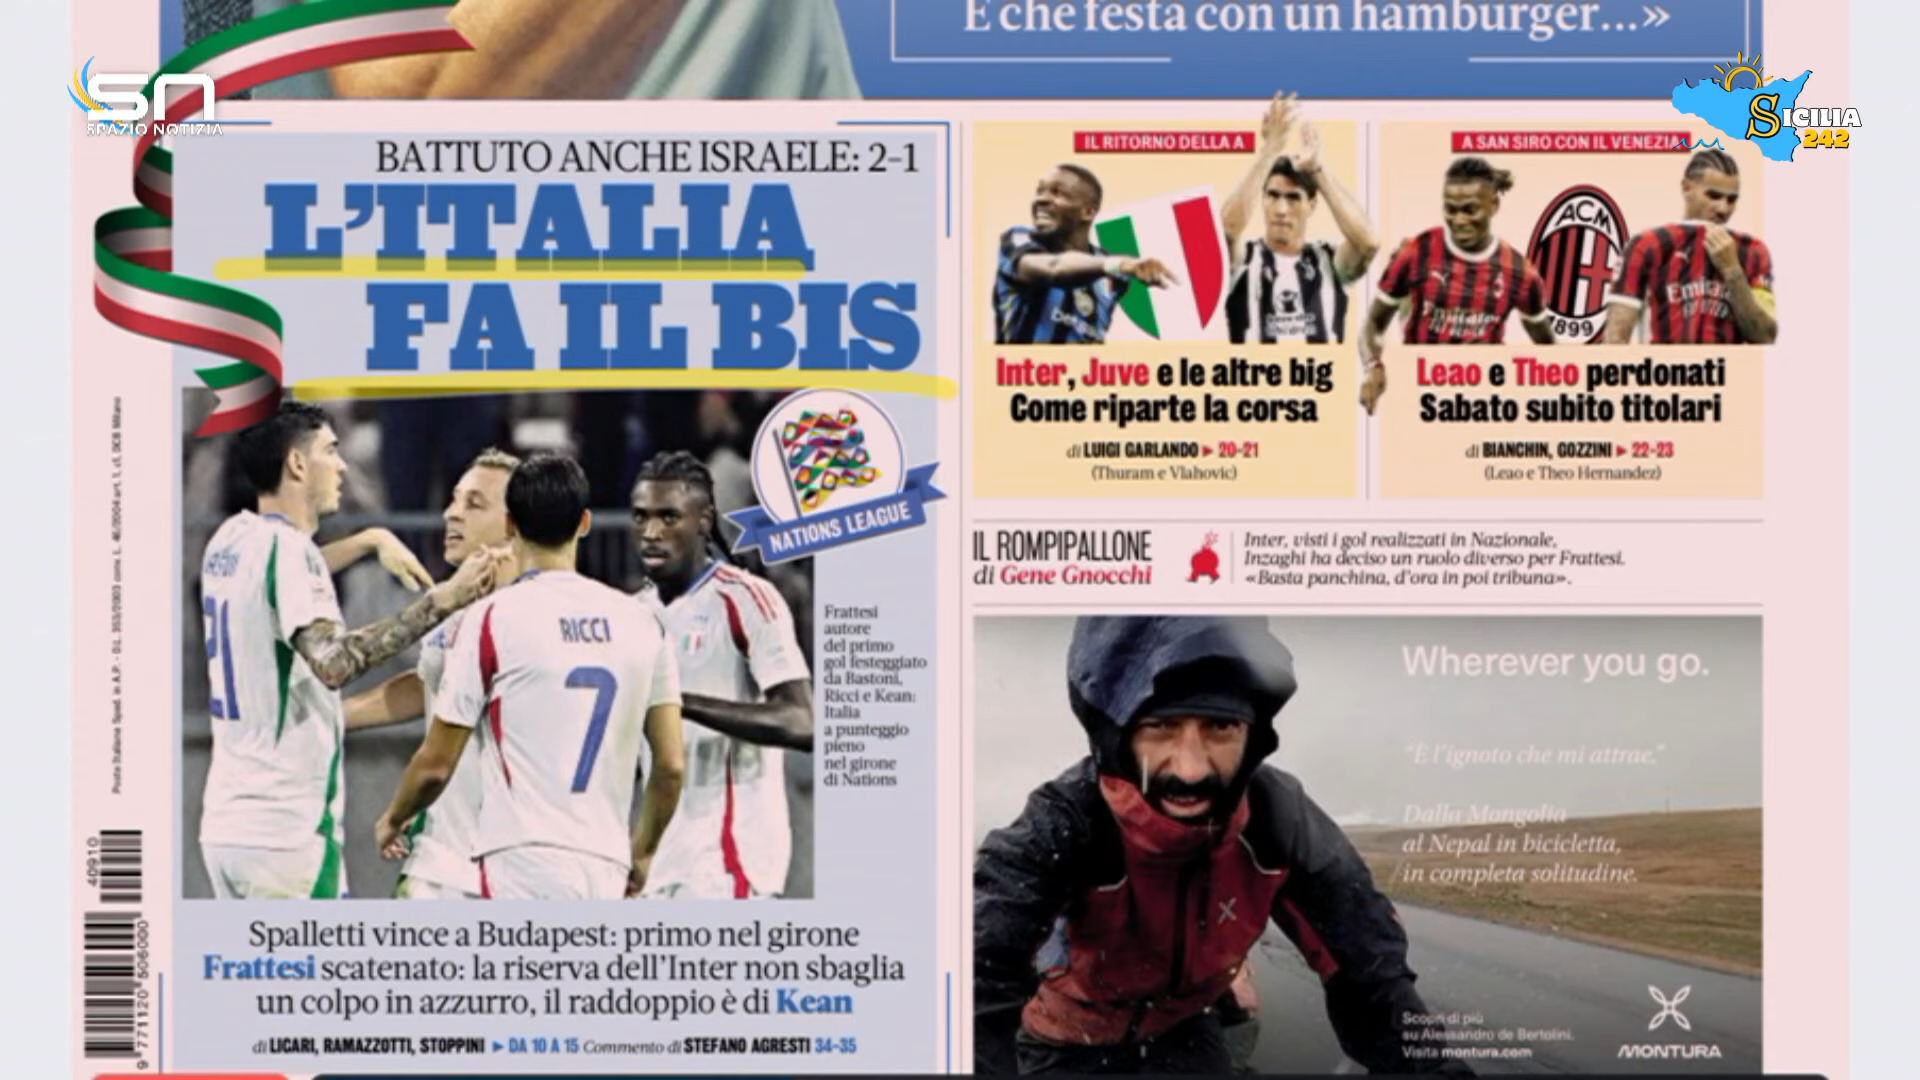 E che festa con un hamburger...»
SN
SPAZIO NOTIZIA
SICILIA
242
BATTUTO ANCHE ISRAELE: 2-1
L'ITALIA
FA IL BIS
NATIONS LEAGUE
21
RICCI
7
Frattesi
autore
del primo
gol festeggiato
da Bastoni,
Ricci e Kean:
Italia
a punteggio
pieno
nel girone
di Nations
Spalletti vince a Budapest: primo nel girone
Frattesi scatenato: la riserva dell'Inter non sbaglia
un colpo in azzurro, il raddoppio è di Kean
di LICARI, RAMAZZOTTI, STOPPINI ► DA 10 A 15 Commento di STEFANO AGRESTI 34-35
IL RITORNO DELLA A
Inter, Juve e le altre big
Come riparte la corsa
di LUIGI GARLANDO ► 20-21
(Thuram e Vlahovic)
A SAN SIRO CON IL VENEZIA
ACM
1899
Leao e Theo perdonati
Sabato subito titolari
di BIANCHIN, GOZZINI ► 22-23
(Leao e Theo Hernandez)
IL ROMPIPALLONE
di Gene Gnocchi
Inter, visti i gol realizzati in Nazionale,
Inzaghi ha deciso un ruolo diverso per Frattesi.
«Basta panchina, d'ora in poi tribuna».
Wherever you go.
"È l'ignoto che mi attrae."
Dalla Mongolia
al Nepal in bicicletta,
in completa solitudine.
Scopri di più
su Alessandro de Bertolini.
Visita montura.com
MONTURA
40910
9 771120 506000